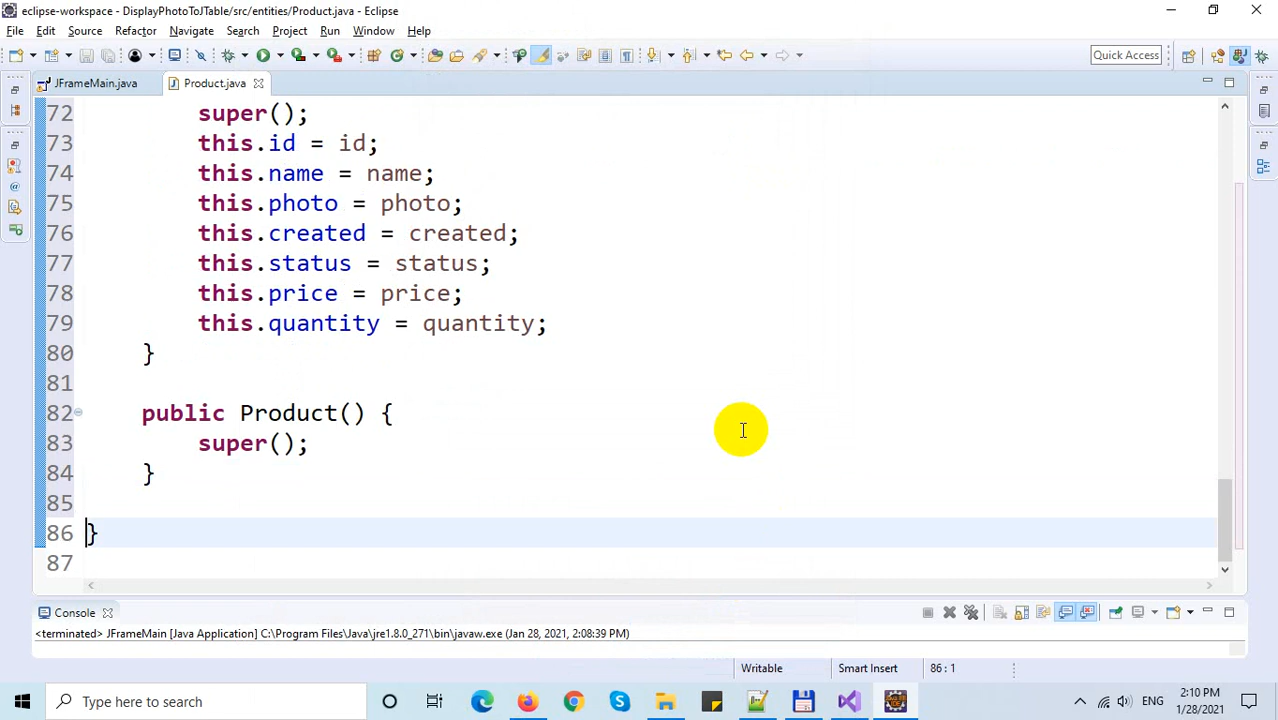 eclipse-workspace - DisplayPhotoToJTable/src/entities/Product.java - Eclipse
File Edit Source Refactor Navigate Search Project Run Window Help
Quick Access
JFrameMain.java Product.java
72 super();
73 this.id = id;
74 this.name = name;
75 this.photo = photo;
76 this.created = created;
77 this.status = status;
78 this.price = price;
79 this.quantity = quantity;
80 }
81
82 public Product() {
83 super();
84 }
85
86 }
87
Console
<terminated> JFrameMain [Java Application] C:\Program Files\Java\jre1.8.0_271\bin\javaw.exe (Jan 28, 2021, 2:08:39 PM)
Writable Smart Insert 86 : 1
Type here to search
ENG
2:10 PM
1/28/2021